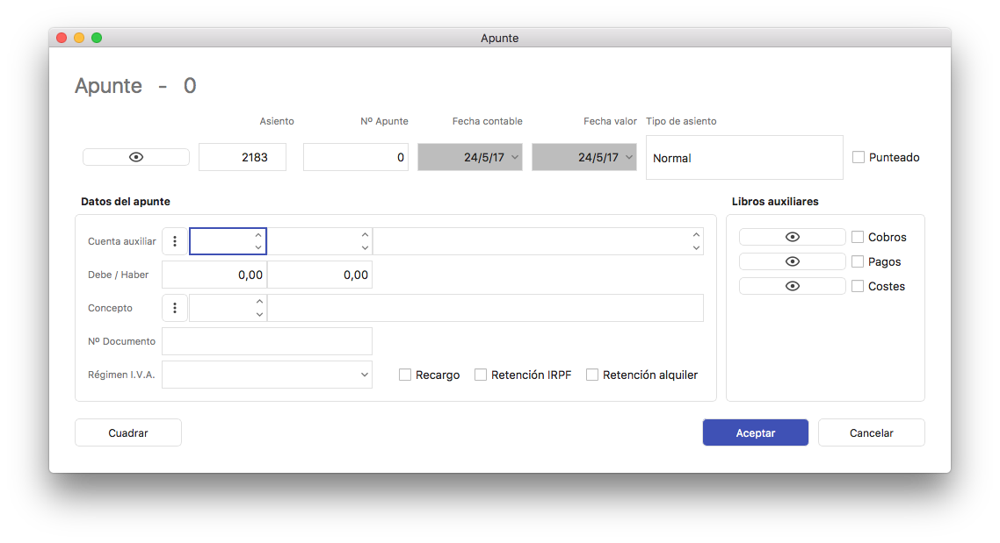 Apunte
Apunte - 0
Asiento Nº Apunte Fecha contable Fecha valor Tipo de asiento
2183 0 24/5/17 24/5/17 Normal Punteado
Datos del apunte
Cuenta auxiliar
Debe / Haber 0,00 0,00
Concepto
Nº Documento
Régimen I.V.A. Recargo Retención IRPF Retención alquiler
Libros auxiliares
Cobros
Pagos
Costes
Cuadrar Aceptar Cancelar